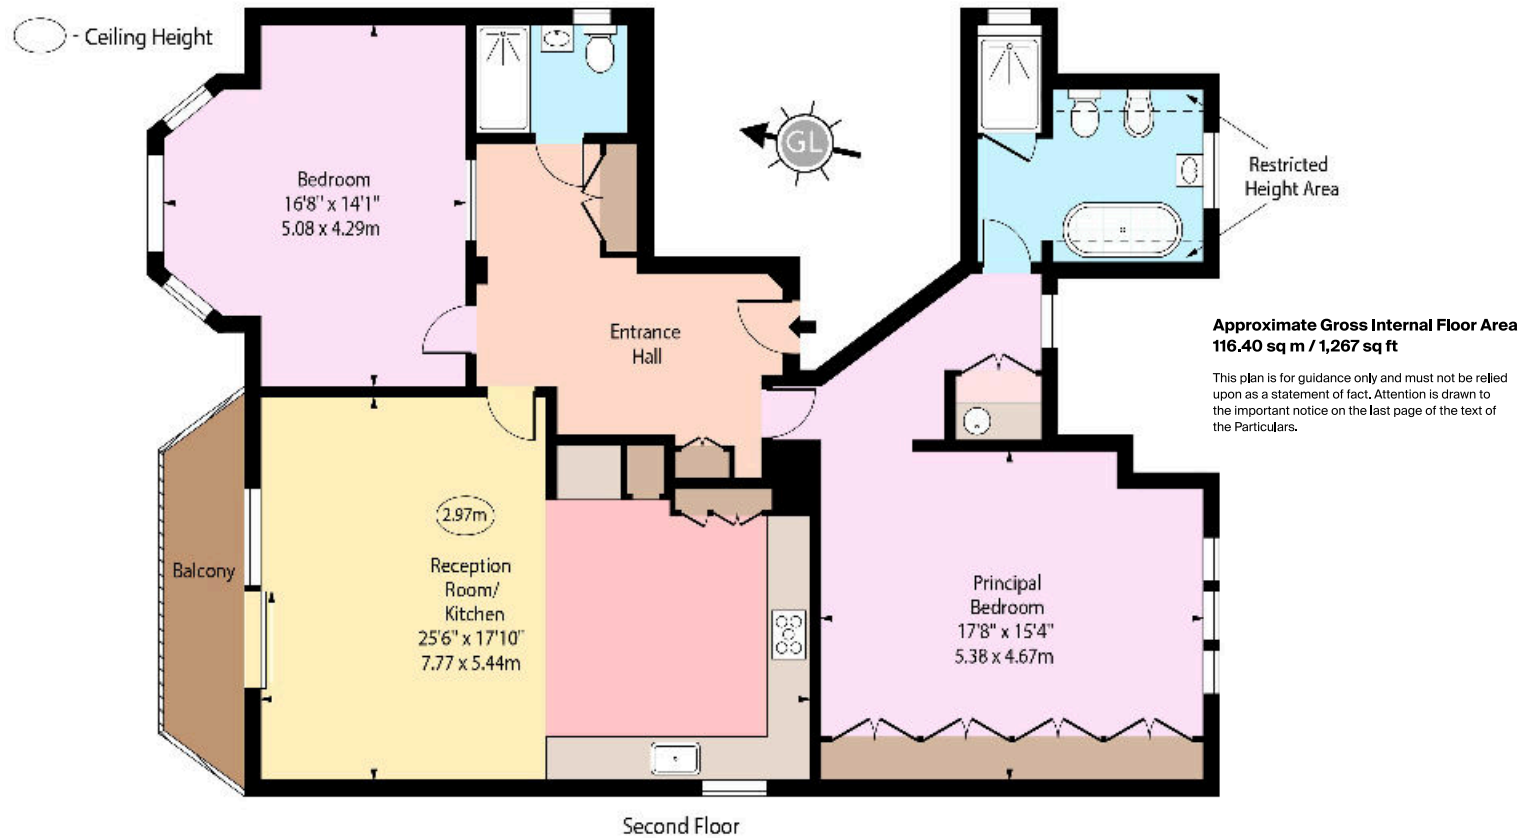 - Ceiling Height
GL
Bedroom
16'8" x 14'1"
5.08 x 4.29m
Restricted
Height Area
Entrance
Hall
Approximate Gross Internal Floor Area
116.40 sq m / 1,267 sq ft
This plan is for guidance only and must not be relied
upon as a statement of fact. Attention is drawn to
the important notice on the last page of the text of
the Particulars.
2.97m
Balcony
Reception
Room/
Kitchen
25'6" x 17'10"
7.77 x 5.44m
Principal
Bedroom
17'8" x 15'4"
5.38 x 4.67m
Second Floor